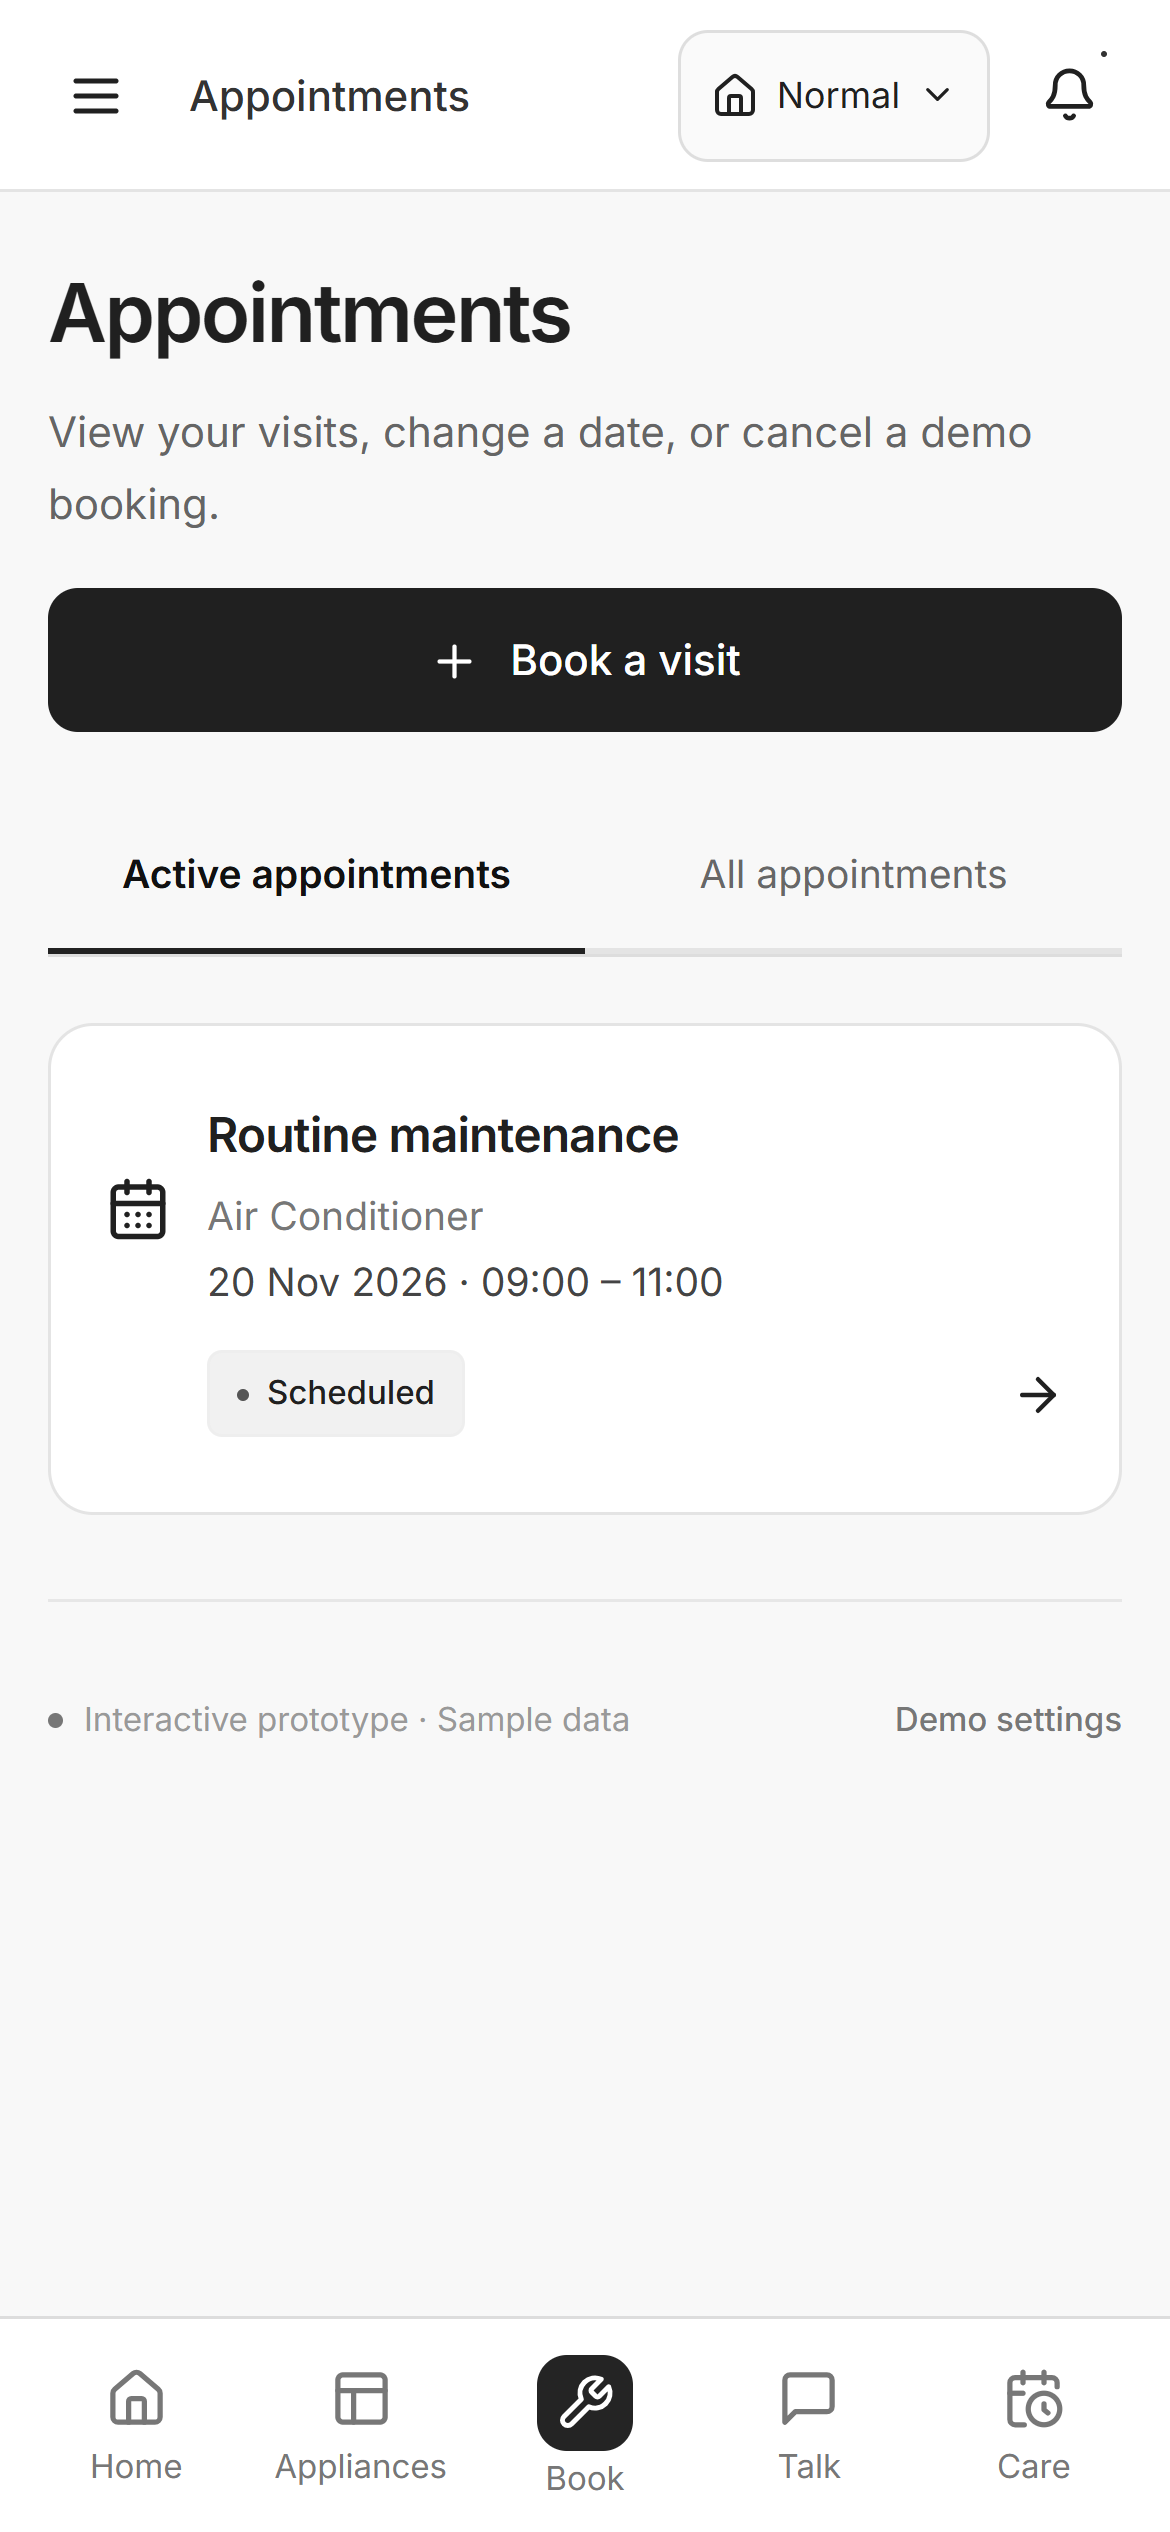 Appointments
Normal
Appointments
View your visits, change a date, or cancel a demo
booking.
Book a visit
Active appointments
All appointments
Routine maintenance
Air Conditioner
20 Nov 2026 · 09:00 – 11:00
Scheduled
Interactive prototype · Sample data
Demo settings
Home
Appliances
Book
Talk
Care